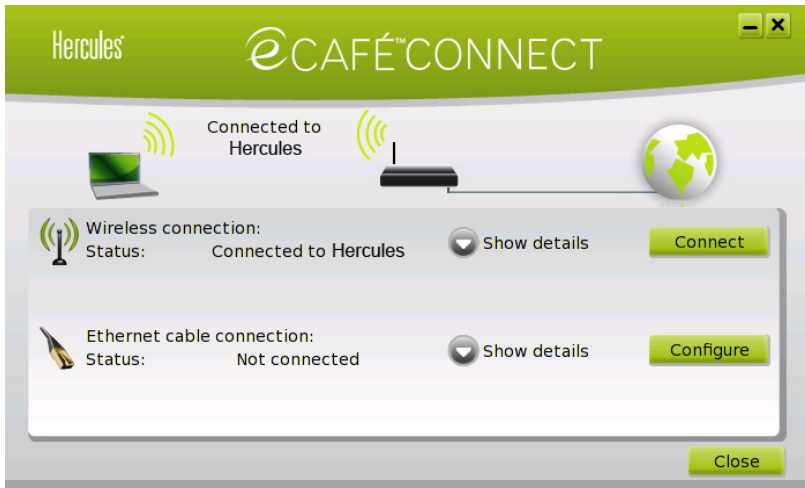 Hercules
eCAFÉ™CONNECT
Connected to
Hercules
Wireless connection:
Status: Connected to Hercules
Show details
Connect
Ethernet cable connection:
Status: Not connected
Show details
Configure
Close